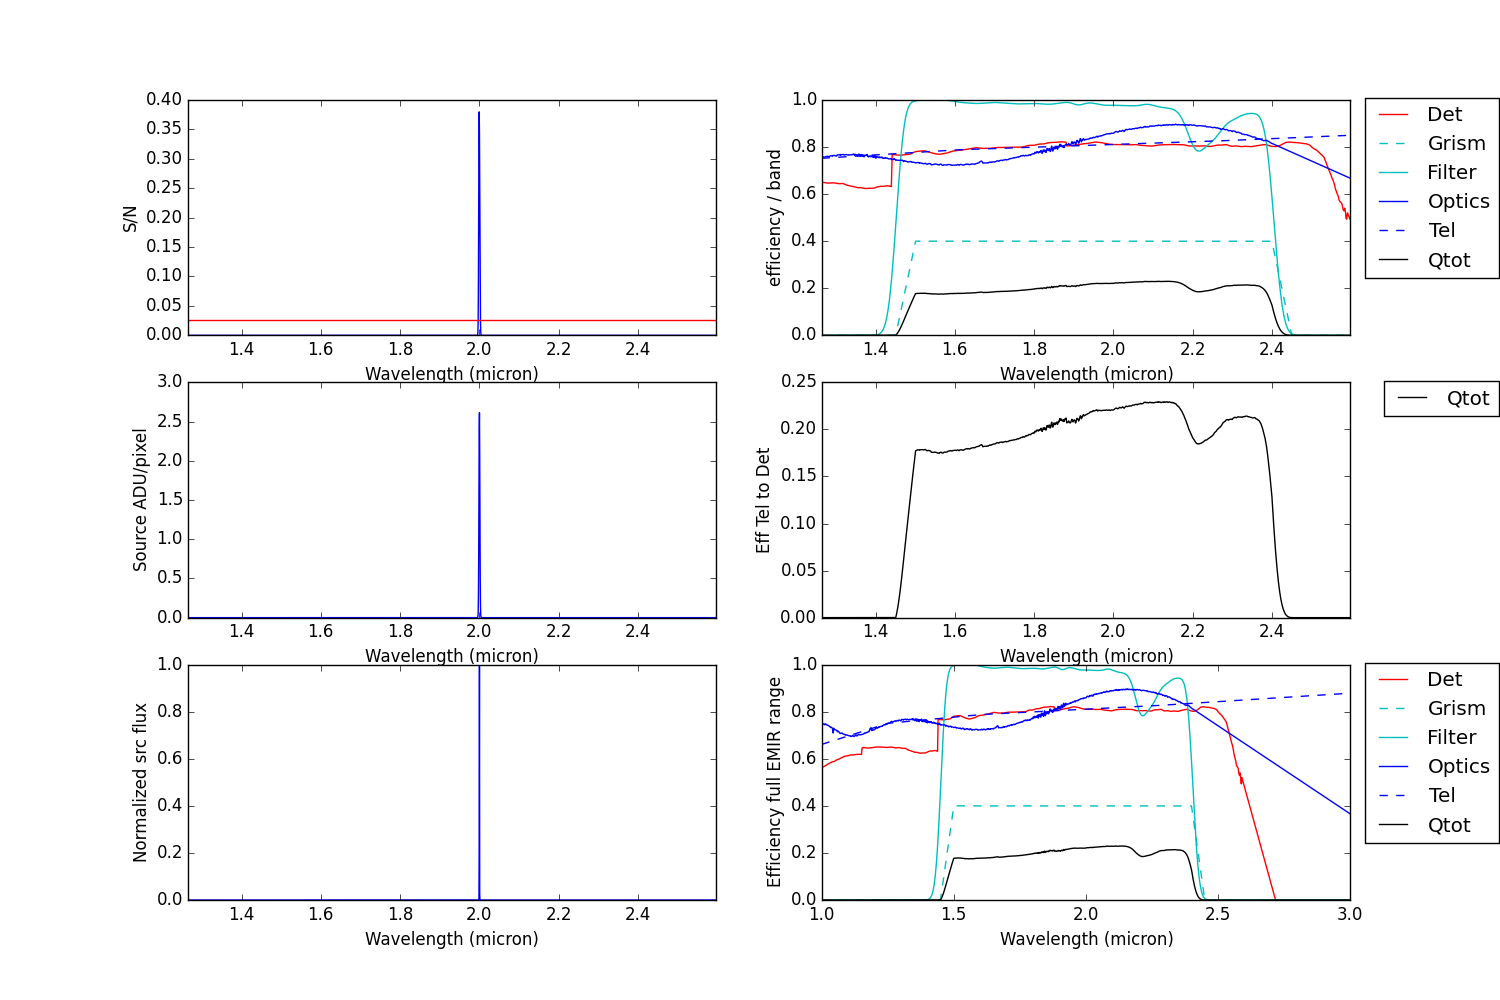 S/N
0.40
0.35
0.30
0.25
0.20
0.15
0.10
0.05
0.00
1.4 1.6 1.8 2.0 2.2 2.4
Wavelength (micron)
efficiency / band
1.0
0.8
0.6
0.4
0.2
0.0
1.4 1.6 1.8 2.0 2.2 2.4
Wavelength (micron)
Det
Grism
Filter
Optics
Tel
Qtot
Source ADU/pixel
3.0
2.5
2.0
1.5
1.0
0.5
0.0
1.4 1.6 1.8 2.0 2.2 2.4
Wavelength (micron)
Eff Tel to Det
0.25
0.20
0.15
0.10
0.05
0.00
1.4 1.6 1.8 2.0 2.2 2.4
Wavelength (micron)
Qtot
Normalized src flux
1.0
0.8
0.6
0.4
0.2
0.0
1.4 1.6 1.8 2.0 2.2 2.4
Wavelength (micron)
Efficiency full EMIR range
1.0
0.8
0.6
0.4
0.2
0.0
1.0 1.5 2.0 2.5 3.0
Wavelength (micron)
Det
Grism
Filter
Optics
Tel
Qtot